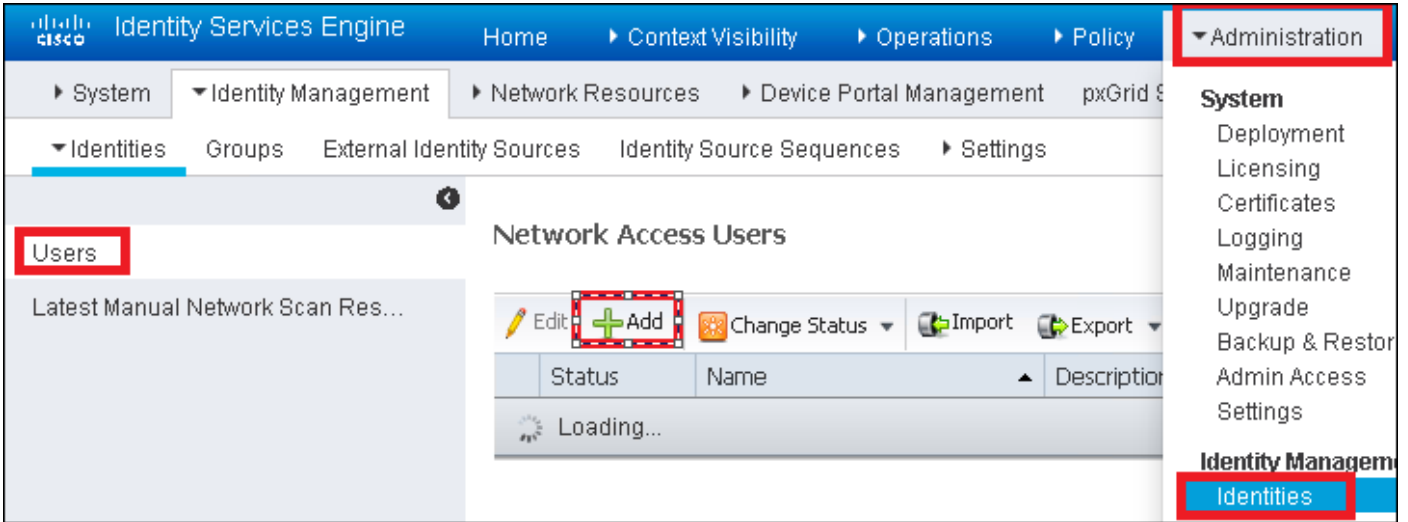 CISCO Identity Services Engine Home Context Visibility Operations Policy Administration
System Identity Management Network Resources Device Portal Management pxGrid S
Identities Groups External Identity Sources Identity Source Sequences Settings
Users
Latest Manual Network Scan Res...
Network Access Users
Edit Add Change Status Import Export
Status Name Description
Loading...
System
Deployment
Licensing
Certificates
Logging
Maintenance
Upgrade
Backup & Restor
Admin Access
Settings
Identity Managem
Identities